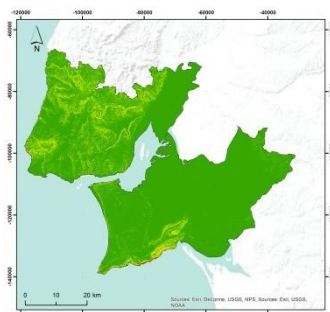 -120000 -100000 -80000 -60000 -40000
-60000
N
-80000
-100000
-120000
-140000
0 10 20 km
Sources: Esri, DeLorme, USGS, NPS, Sources: Esri, USGS,
NOAA